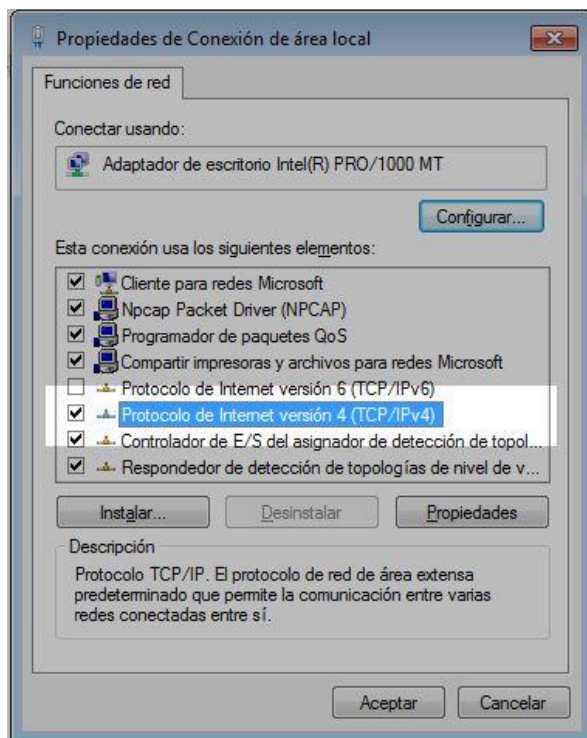 Propiedades de Conexión de área local
Funciones de red
Conectar usando:
Adaptador de escritorio Intel(R) PRO/1000 MT
Configurar...
Esta conexión usa los siguientes elementos:
Cliente para redes Microsoft
Npcap Packet Driver (NPCAP)
Programador de paquetes QoS
Compartir impresoras y archivos para redes Microsoft
Protocolo de Internet versión 6 (TCP/IPv6)
Protocolo de Internet versión 4 (TCP/IPv4)
Controlador de E/S del asignador de detección de topol...
Respondedor de detección de topologías de nivel de v...
Instalar...
Desinstalar
Propiedades
Descripción
Protocolo TCP/IP. El protocolo de red de área extensa
predeterminado que permite la comunicación entre varias
redes conectadas entre sí.
Aceptar
Cancelar